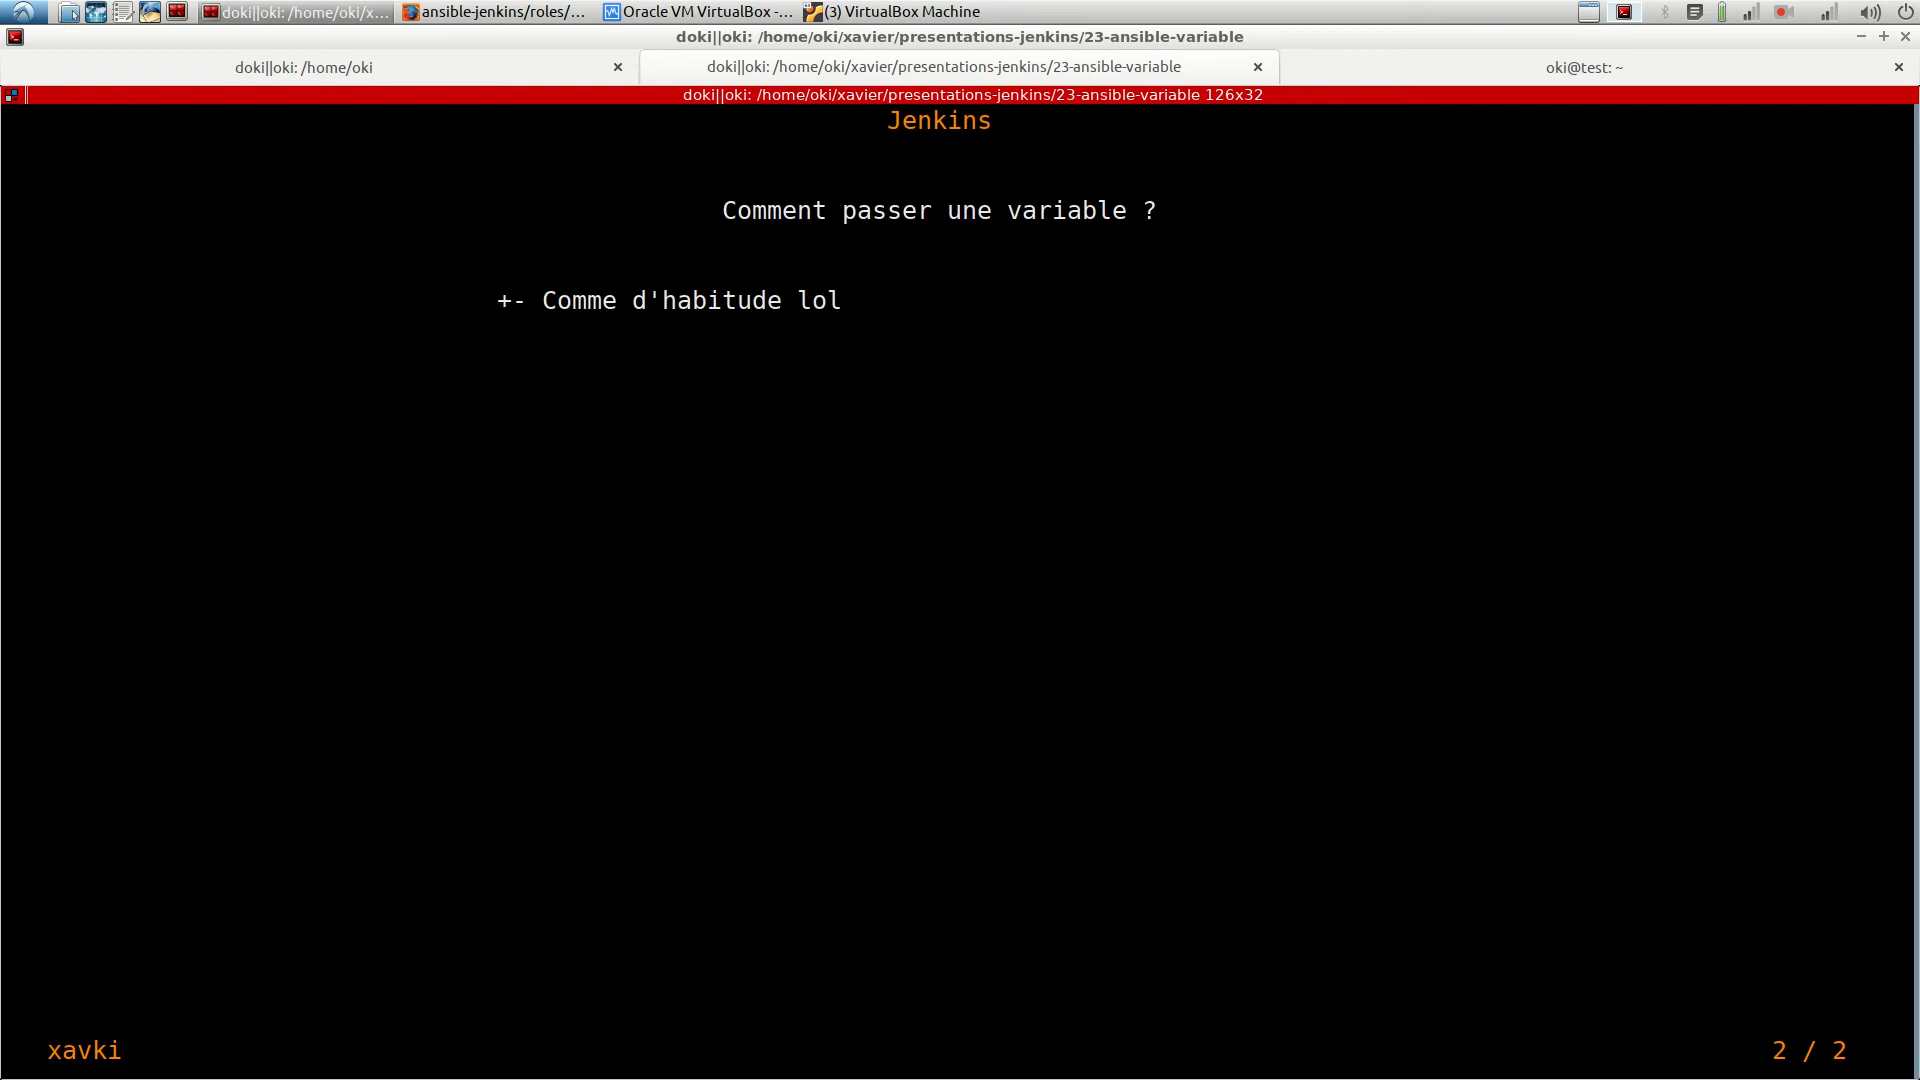 doki||oki: /home/oki/x...
ansible-jenkins/roles/...
Oracle VM VirtualBox -...
(3) VirtualBox Machine
doki||oki: /home/oki/xavier/presentations-jenkins/23-ansible-variable
doki||oki: /home/oki
doki||oki: /home/oki/xavier/presentations-jenkins/23-ansible-variable
oki@test: ~
doki||oki: /home/oki/xavier/presentations-jenkins/23-ansible-variable 126x32
Jenkins
Comment passer une variable ?
+- Comme d'habitude lol
xavki
2 / 2